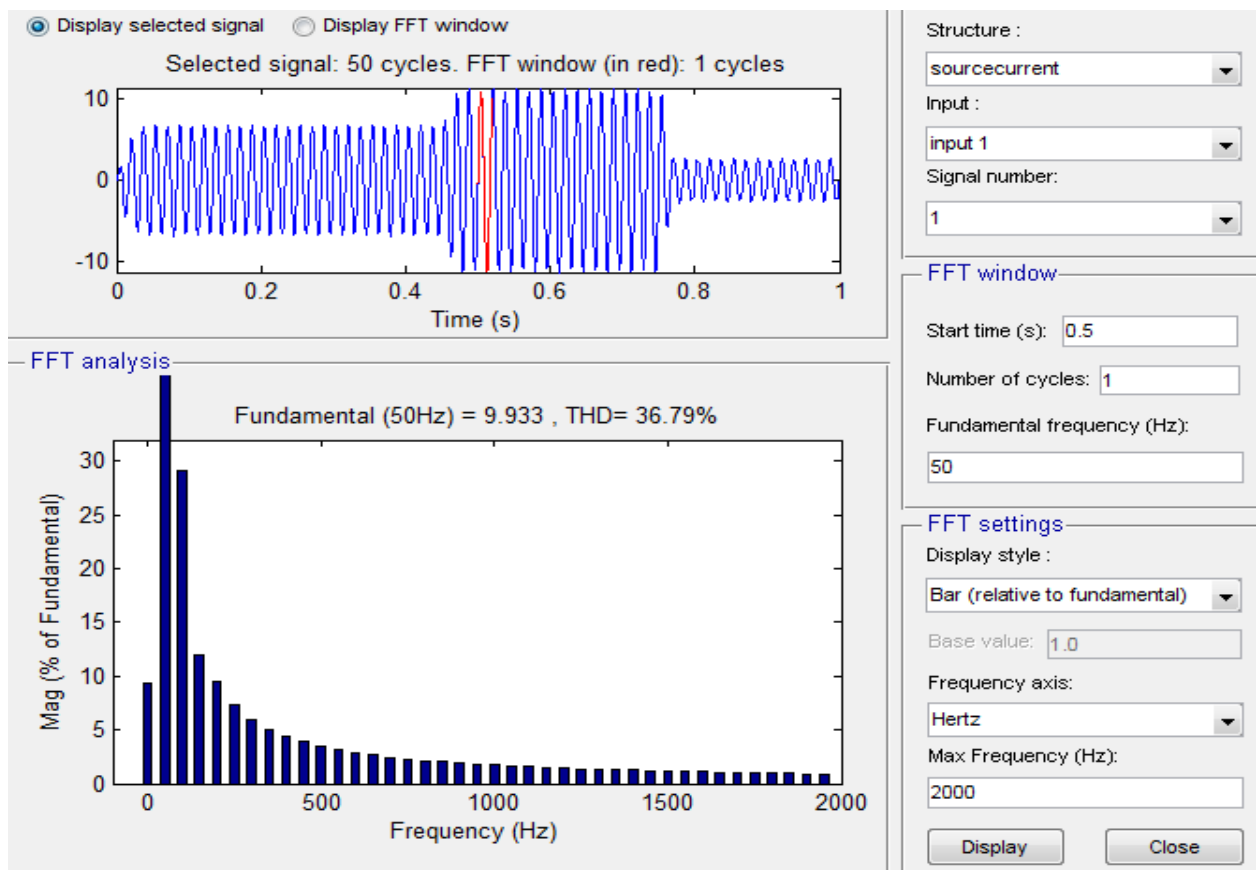 Display selected signal Display FFT window
Selected signal: 50 cycles. FFT window (in red): 1 cycles
10
0
-10
0 0.2 0.4 0.6 0.8 1
Time (s)
FFT analysis
Fundamental (50Hz) = 9.933 , THD= 36.79%
30
25
20
15
10
5
0
Mag (% of Fundamental)
0 500 1000 1500 2000
Frequency (Hz)
Structure :
sourcecurrent
Input :
input 1
Signal number:
1
FFT window
Start time (s): 0.5
Number of cycles: 1
Fundamental frequency (Hz):
50
FFT settings
Display style :
Bar (relative to fundamental)
Base value: 1.0
Frequency axis:
Hertz
Max Frequency (Hz):
2000
Display Close